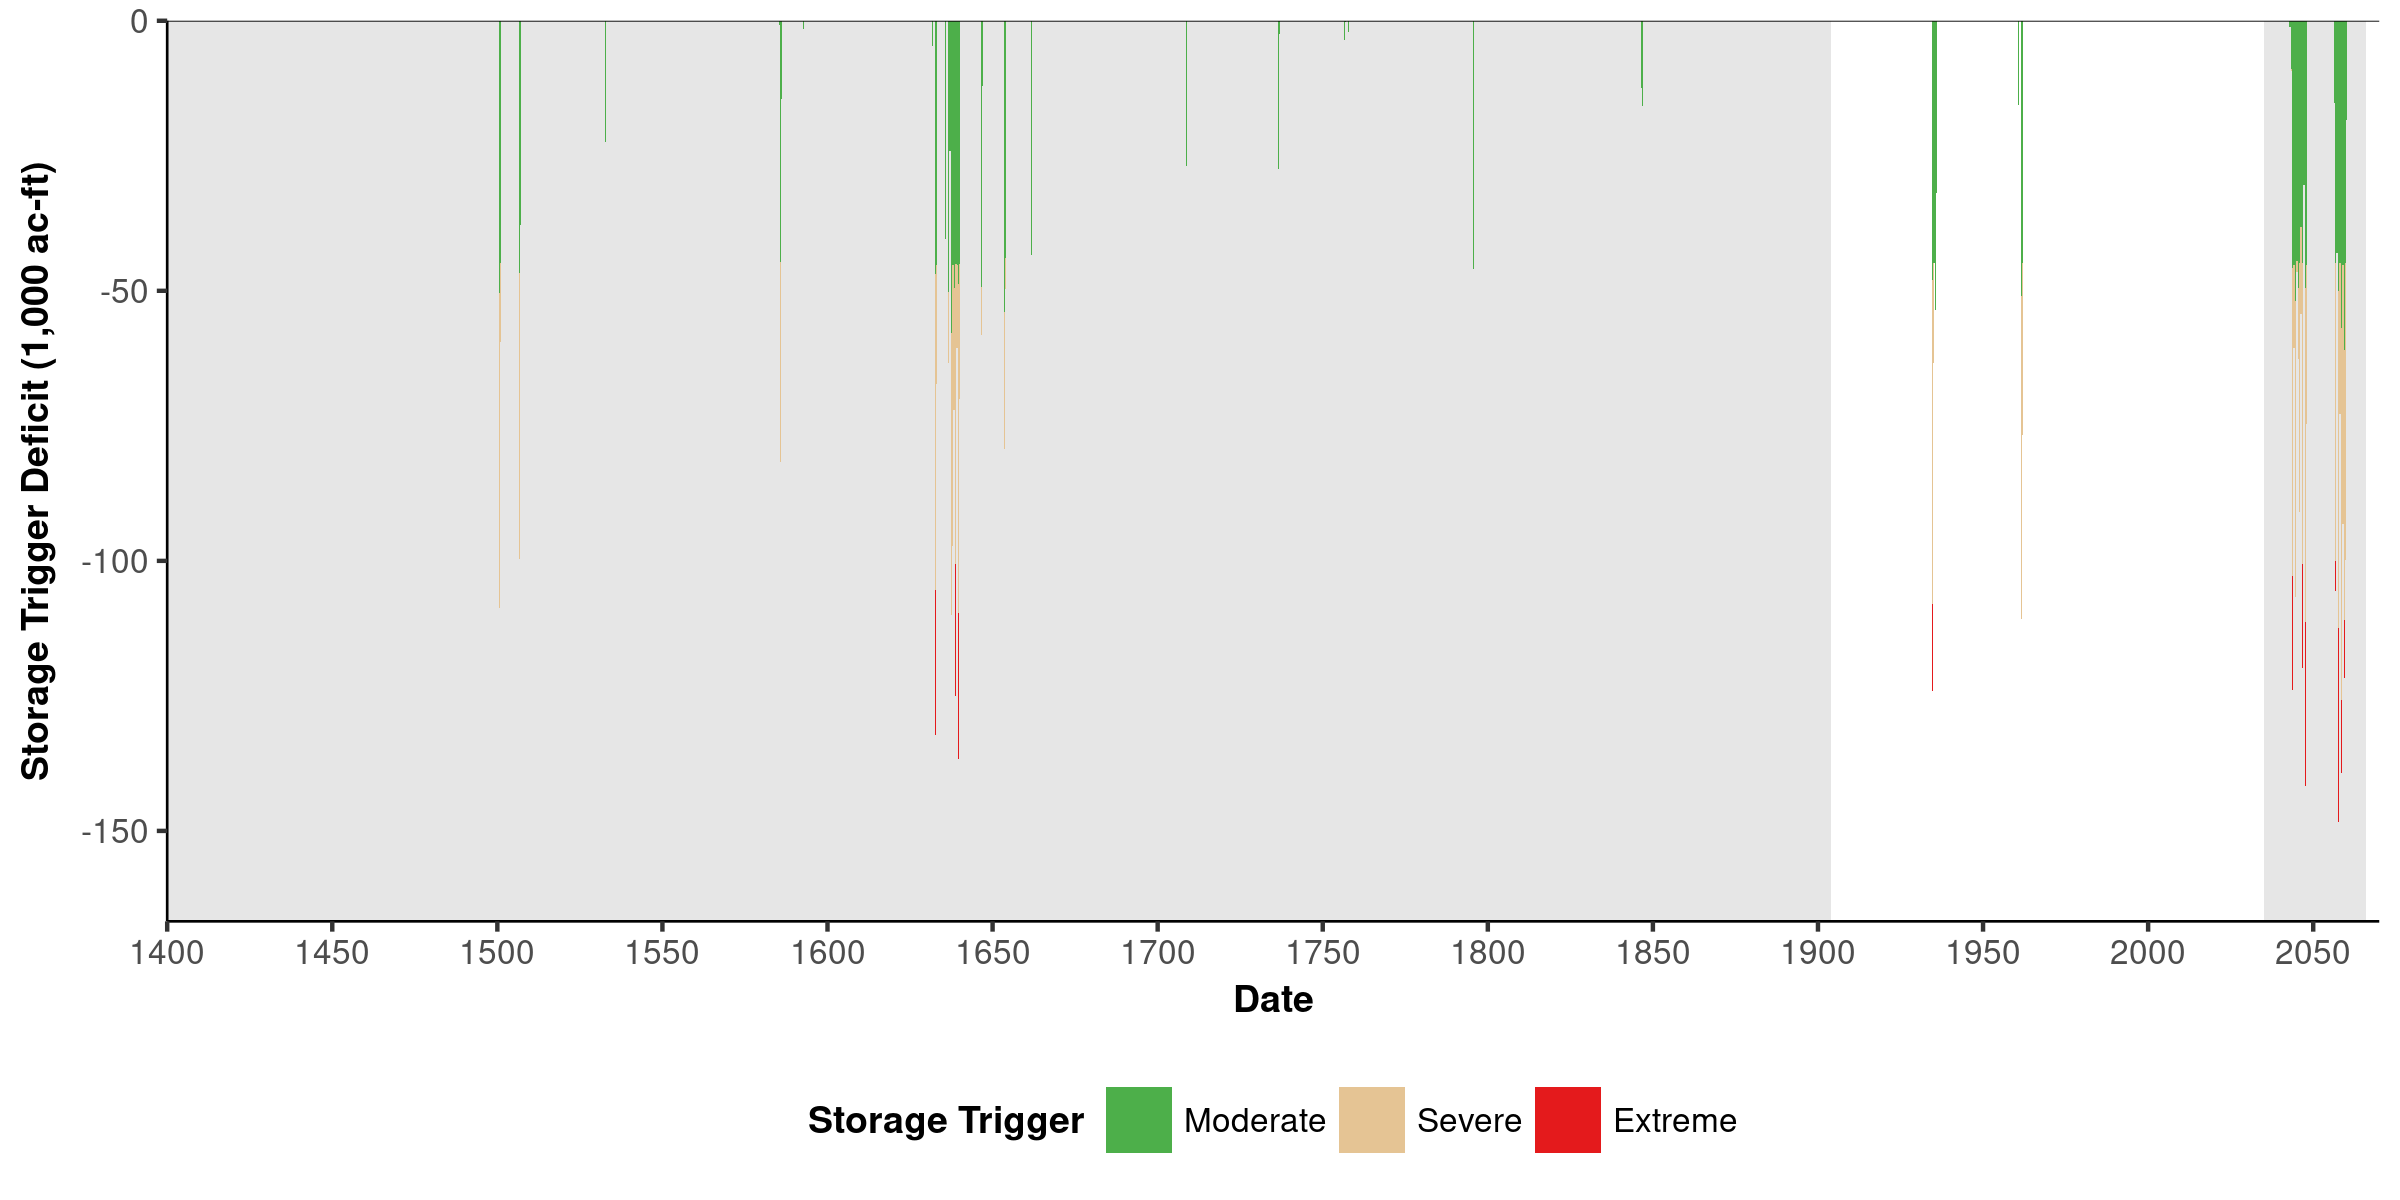 Storage Trigger Deficit (1,000 ac-ft)
0
-50
-100
-150
1400 1450 1500 1550 1600 1650 1700 1750 1800 1850 1900 1950 2000 2050
Date
Storage Trigger Moderate Severe Extreme